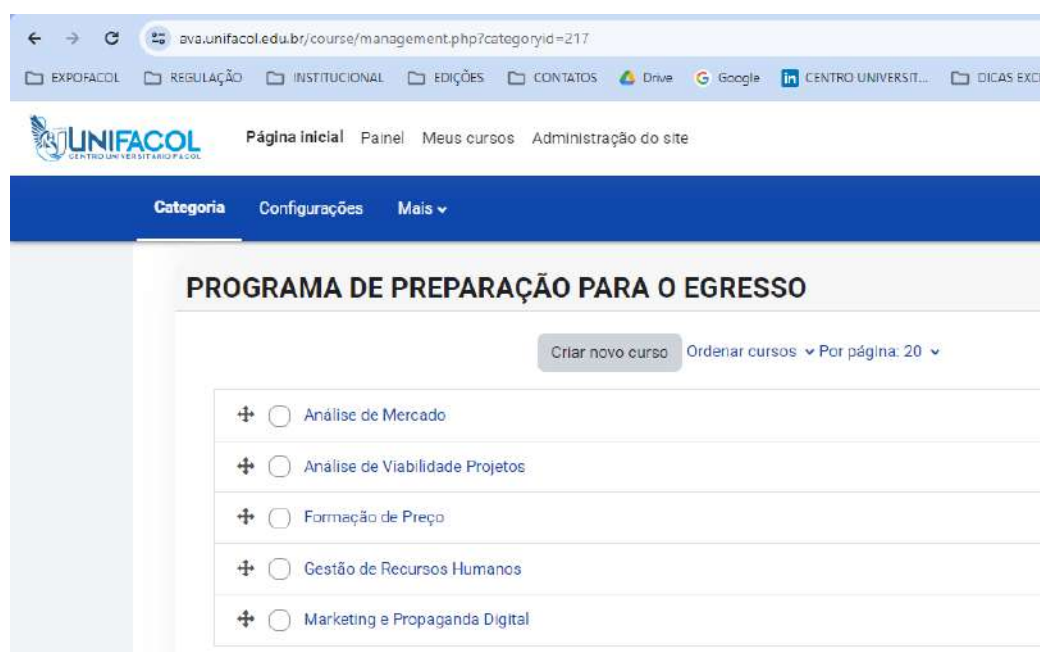 ava.unifacol.edu.br/course/management.php?categoryid=217
EXPOFACOL REGULAÇÃO INSTITUCIONAL EDIÇÕES CONTATOS Drive Google CENTRO UNIVERSIT... DICAS EXC
UNIFACOL Página inicial Painel Meus cursos Administração do site
CENTRO UNIVERSITÁRIO FACOL
Categoria Configurações Mais
PROGRAMA DE PREPARAÇÃO PARA O EGRESSO
Criar novo curso Ordenar cursos Por página: 20
Análise de Mercado
Análise de Viabilidade Projetos
Formação de Preço
Gestão de Recursos Humanos
Marketing e Propaganda Digital